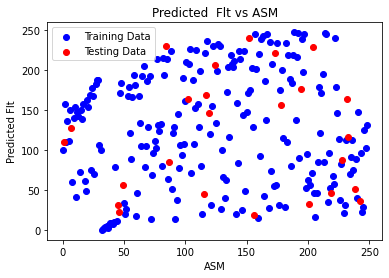 Predicted  Flt vs ASM
Training Data
Testing Data
Predicted Flt
250
200
150
100
50
0
0 50 100 150 200 250
ASM